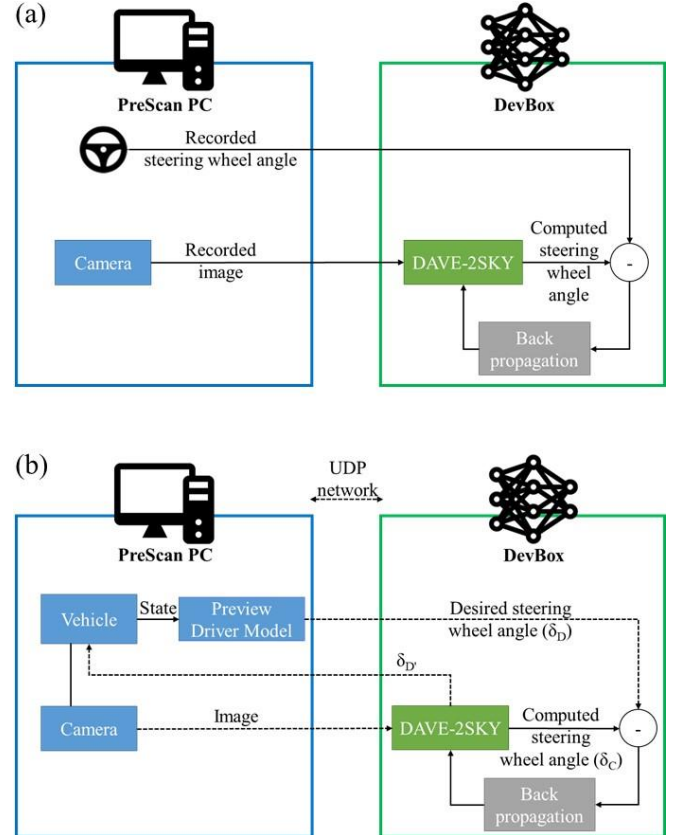 (a)
PreScan PC
DevBox
Recorded
steering wheel angle
Camera
Recorded
image
DAVE-2SKY
Computed
steering
wheel
angle
-
Back
propagation
(b)
UDP
network
PreScan PC
DevBox
Vehicle
State
Preview
Driver Model
Desired steering
wheel angle (δD)
δD'
Camera
Image
DAVE-2SKY
Computed
steering
wheel angle (δC)
-
Back
propagation